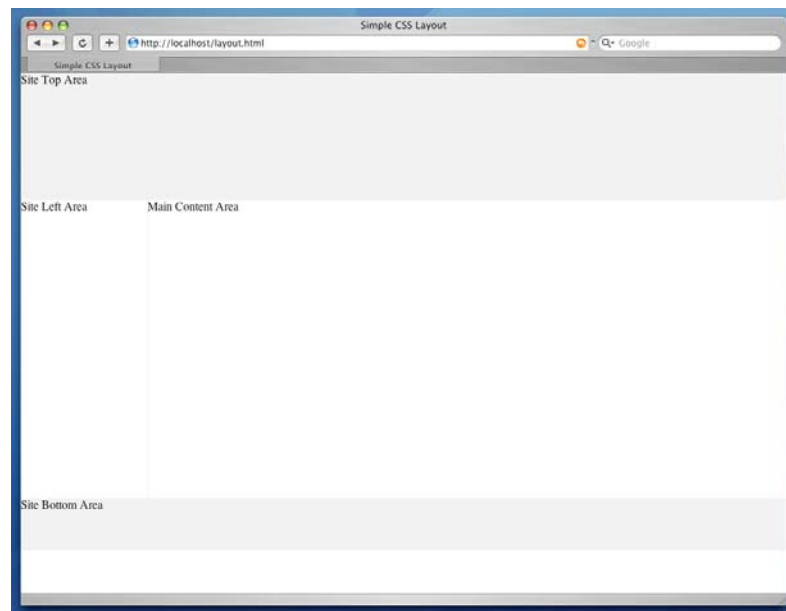 Simple CSS Layout
http://localhost/layout.html
Google
Simple CSS Layout
Site Top Area
Site Left Area
Main Content Area
Site Bottom Area